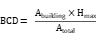 BCD = (A_building × H_max) / A_total